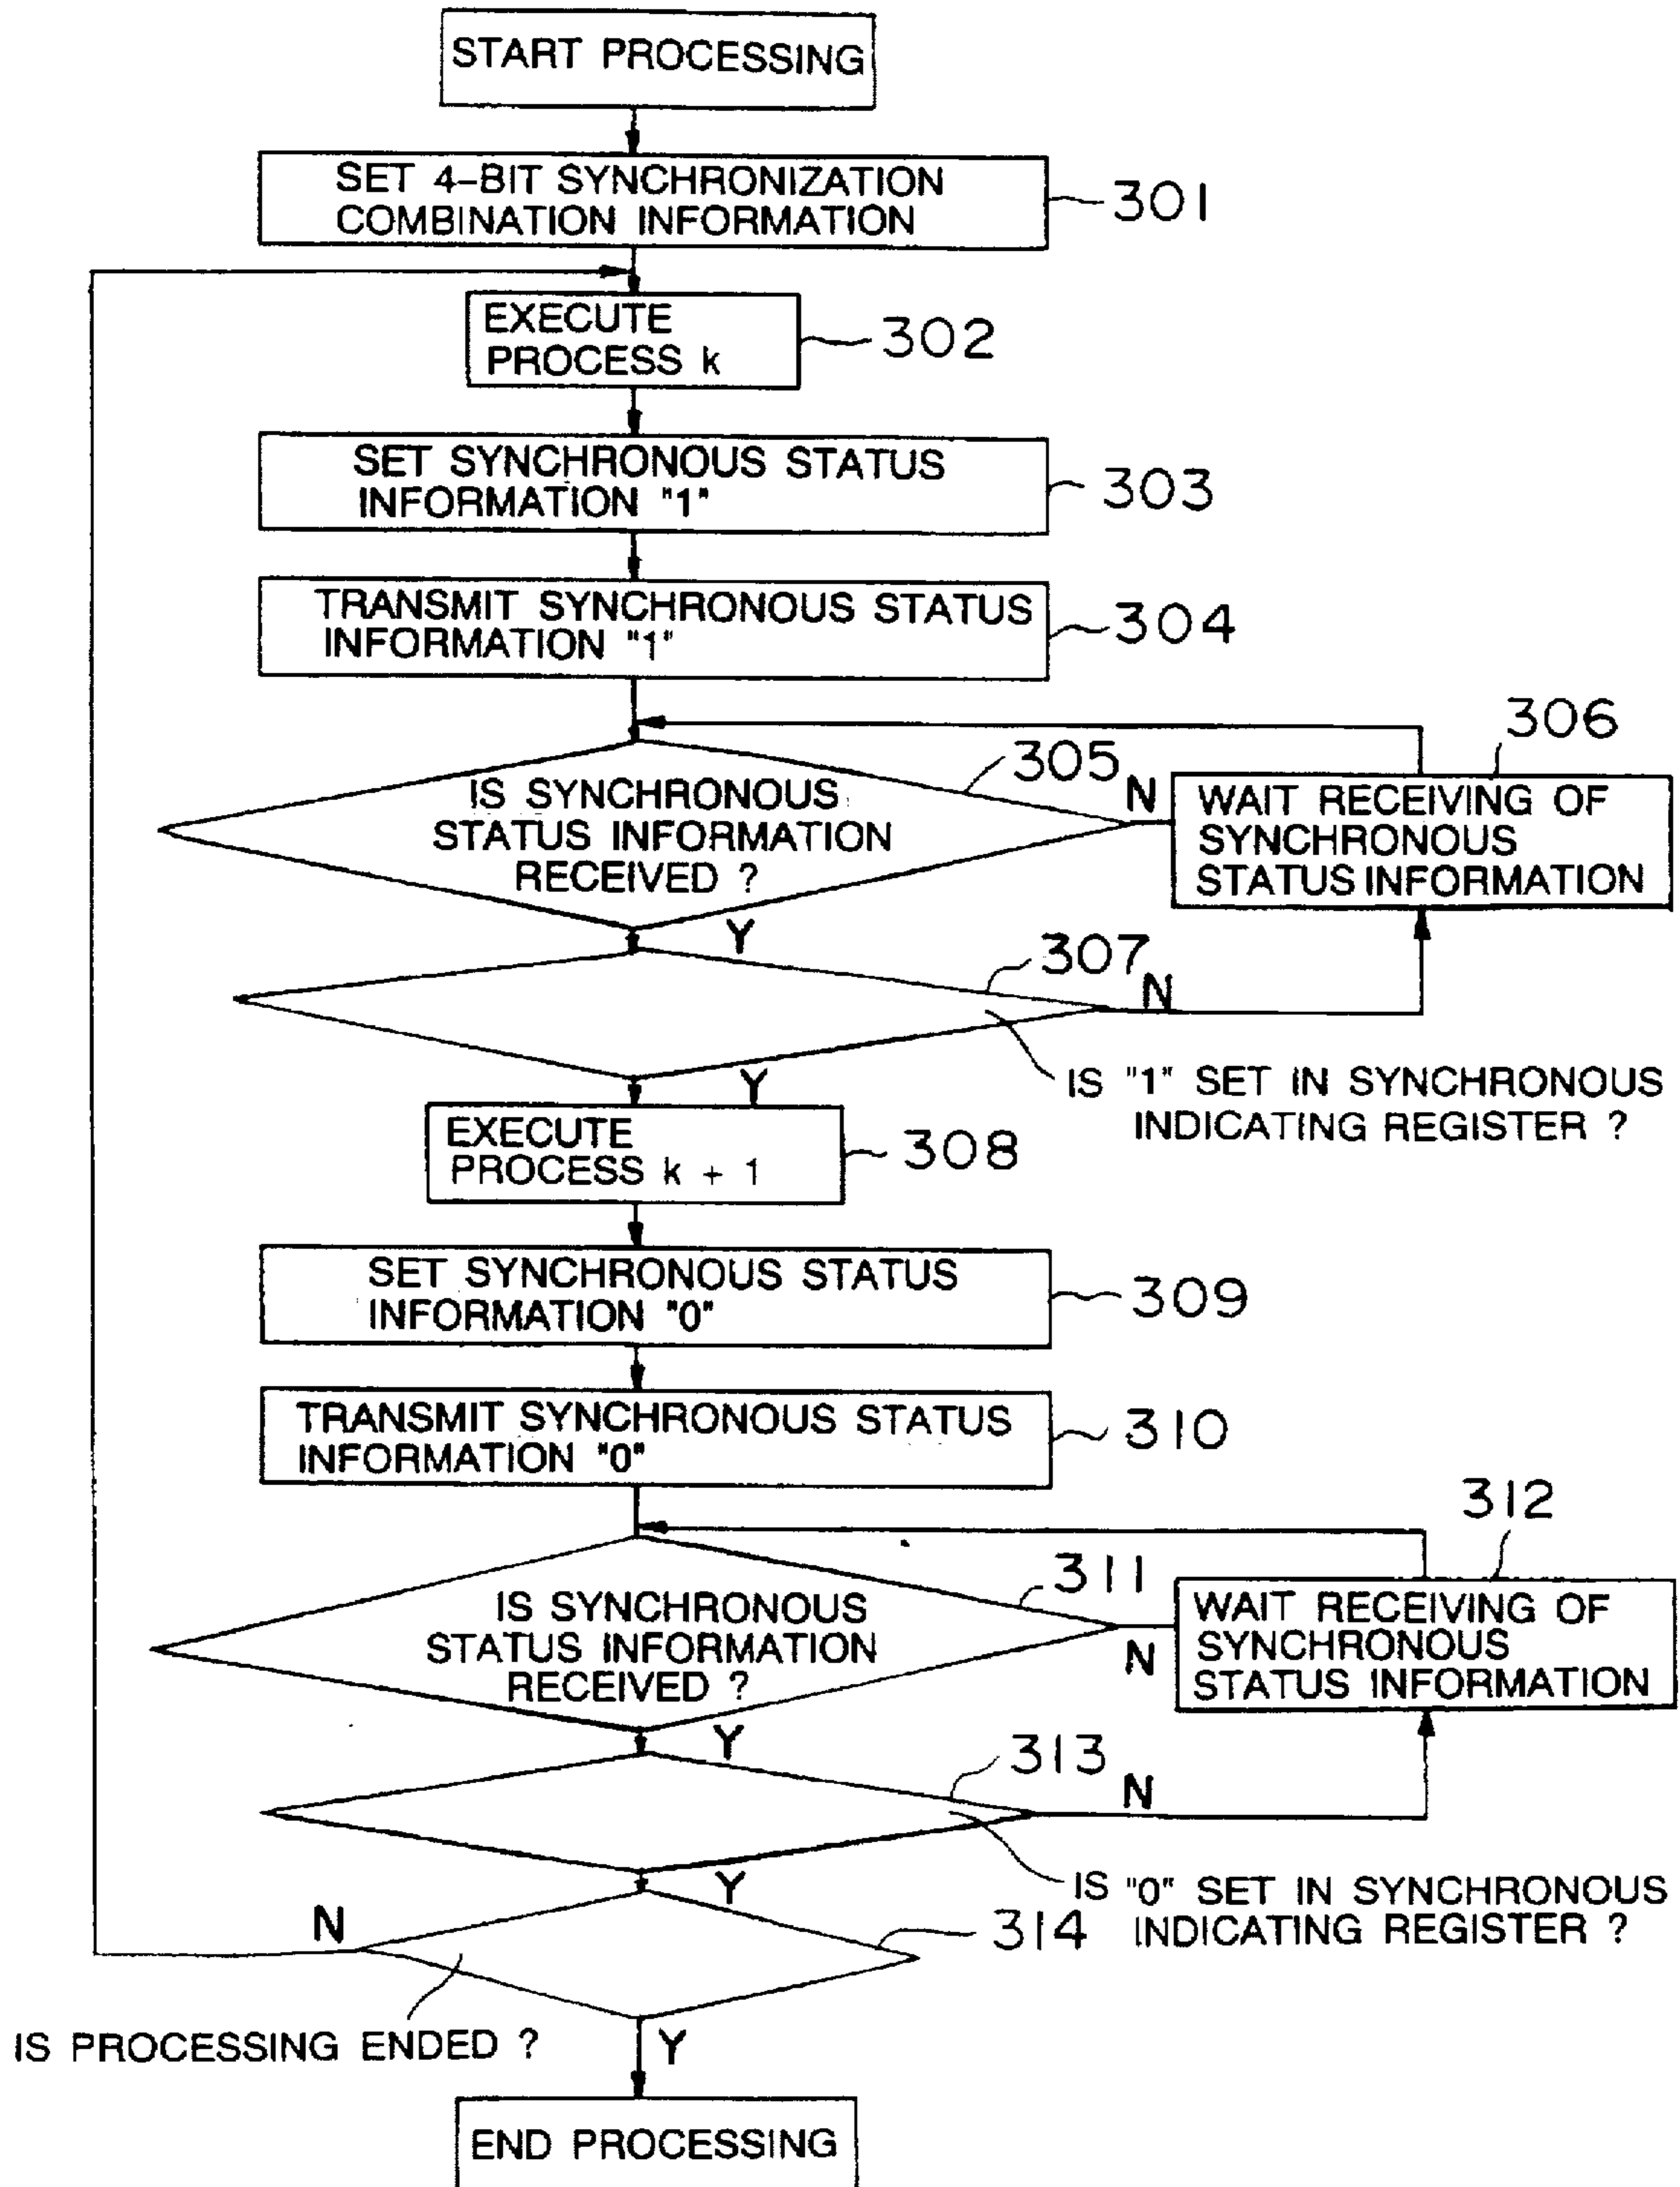 START PROCESSING
SET 4-BIT SYNCHRONIZATION
COMBINATION INFORMATION
301
EXECUTE
PROCESS k
302
SET SYNCHRONOUS STATUS
INFORMATION "1"
303
TRANSMIT SYNCHRONOUS STATUS
INFORMATION "1"
304
305
IS SYNCHRONOUS
STATUS INFORMATION
RECEIVED ?
N
306
WAIT RECEIVING OF
SYNCHRONOUS
STATUS INFORMATION
Y
307
N
IS "1" SET IN SYNCHRONOUS
INDICATING REGISTER ?
Y
EXECUTE
PROCESS k + 1
308
SET SYNCHRONOUS STATUS
INFORMATION "0"
309
TRANSMIT SYNCHRONOUS STATUS
INFORMATION "0"
310
311
IS SYNCHRONOUS
STATUS INFORMATION
RECEIVED ?
N
312
WAIT RECEIVING OF
SYNCHRONOUS
STATUS INFORMATION
Y
313
N
IS "0" SET IN SYNCHRONOUS
INDICATING REGISTER ?
Y
N
314
IS PROCESSING ENDED ?
Y
END PROCESSING